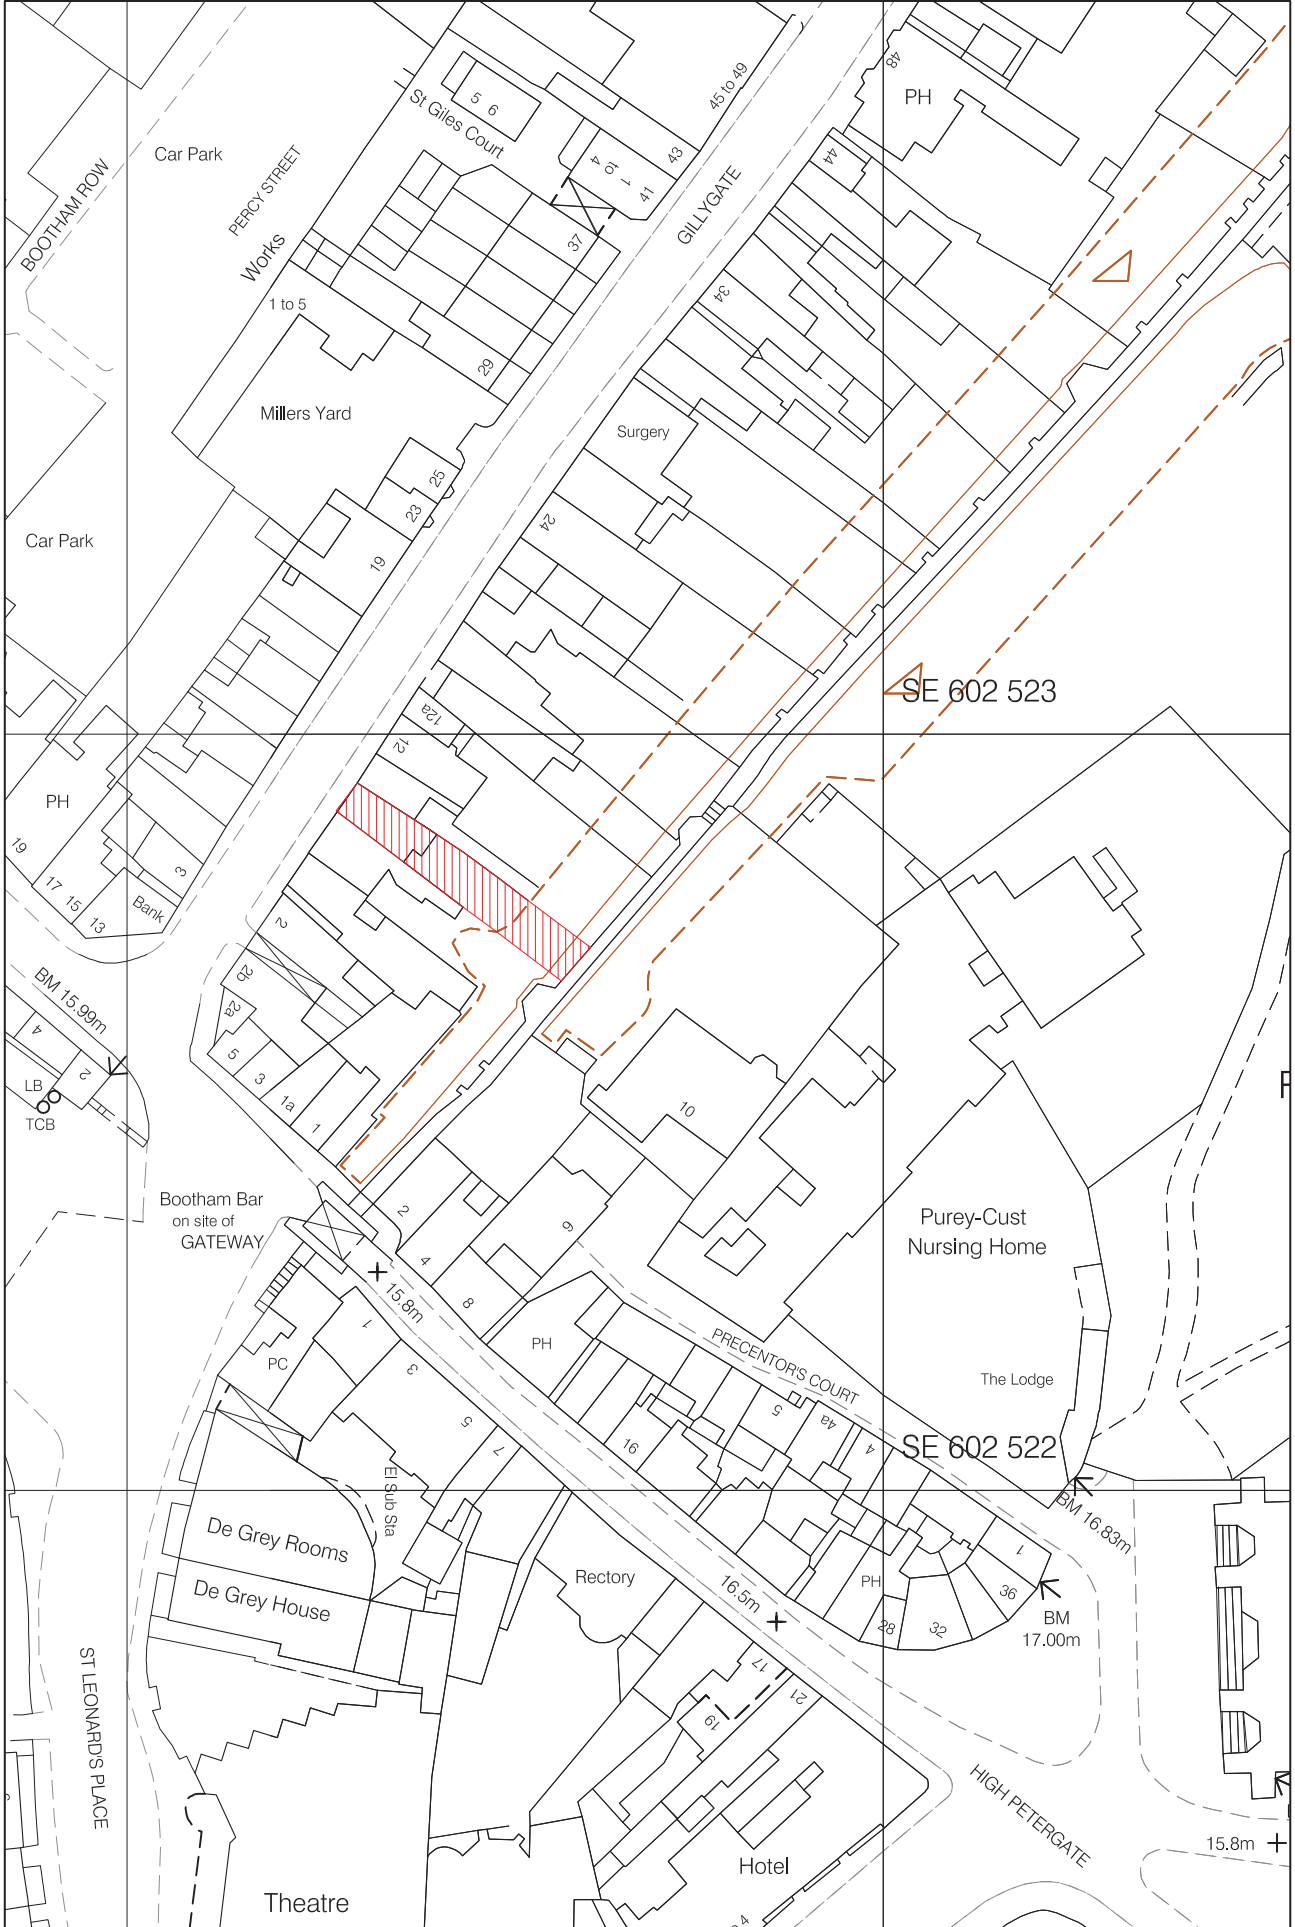 48
PH
45 to 49
5 6
St Giles Court
43
1 to 4
41
44
Car Park
PERCY STREET
BOOTHAM ROW
GILLYGATE
Works
37
1 to 5
34
29
Millers Yard
Surgery
25
23
24
Car Park
19
SE 602 523
12a
12
PH
19
17
15
13
3
Bank
2
2b
2a
BM 15.99m
4
2
5
3
1a
1
LB
TCB
10
Bootham Bar
on site of
GATEWAY
2
4
8
9
Purey-Cust
Nursing Home
15.8m
1
3
5
7
PC
PH
PRECENTOR'S COURT
The Lodge
5
4a
4
16
SE 602 522
El Sub Sta
BM 16.83m
De Grey Rooms
De Grey House
Rectory
16.5m
PH
1
36
28
32
BM
17.00m
17
21
19
ST LEONARD'S PLACE
HIGH PETERGATE
15.8m
Hotel
Theatre